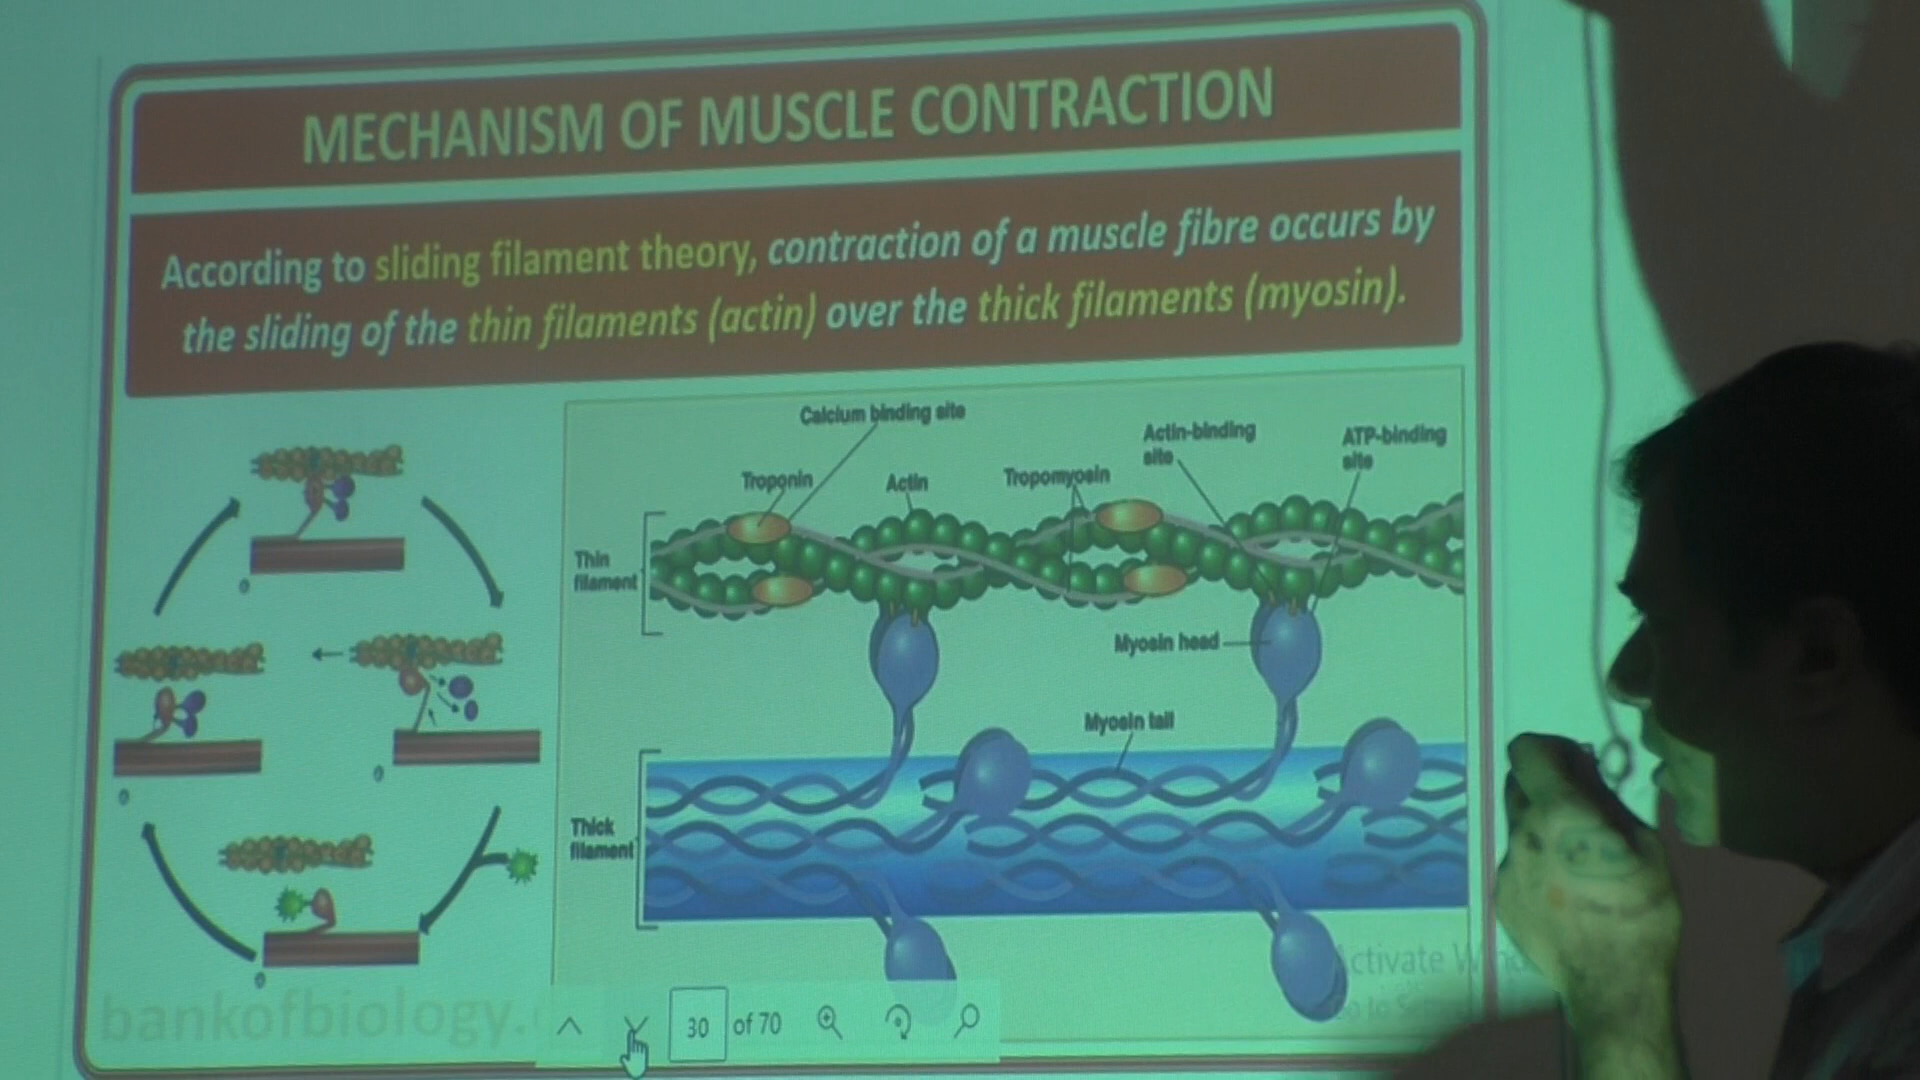 MECHANISM OF MUSCLE CONTRACTION
According to sliding filament theory, contraction of a muscle fibre occurs by
the sliding of the thin filaments (actin) over the thick filaments (myosin).
Calcium binding site
Troponin
Actin
Tropomyosin
Actin-binding
site
ATP-binding
site
Thin
filament
Myosin head
Myosin tail
Thick
filament
bankofbiology.
30 of 70
Activate